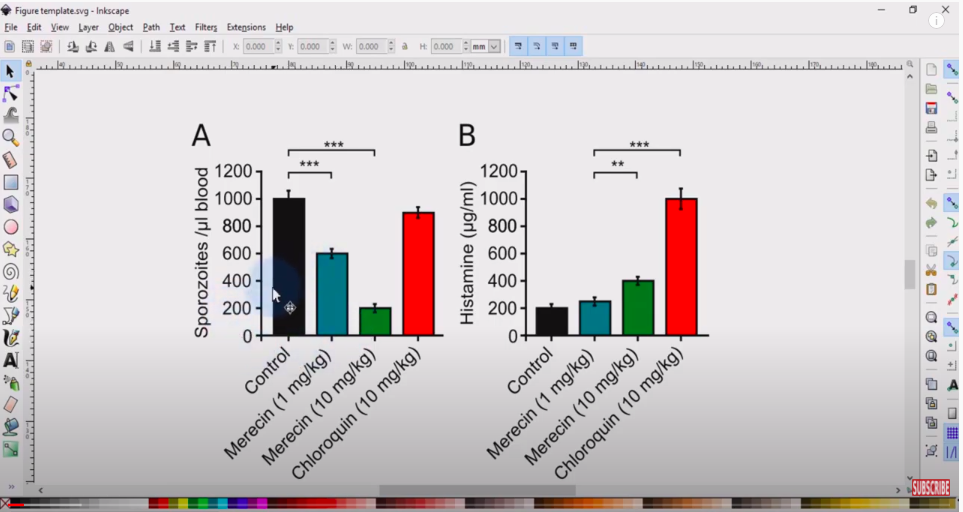 Figure template.svg - Inkscape
File Edit View Layer Object Path Text Filters Extensions Help
X: 0.000 Y: 0.000 W: 0.000 H: 0.000 mm
A
***
***
Sporozoites /µl blood
1200
1000
800
600
400
200
0
Control
Merecin (1 mg/kg)
Merecin (10 mg/kg)
Chloroquin (10 mg/kg)
B
***
**
Histamine (µg/ml)
1200
1000
800
600
400
200
0
Control
Merecin (1 mg/kg)
Merecin (10 mg/kg)
Chloroquin (10 mg/kg)
SUBSCRIBE